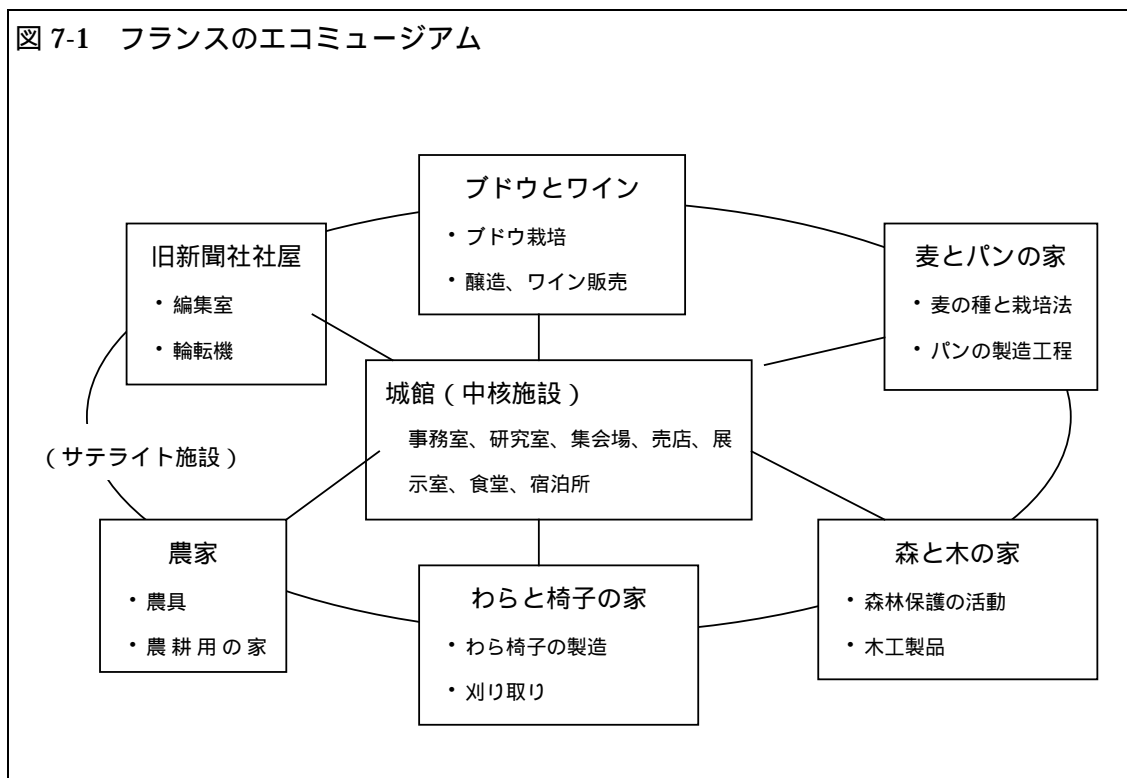 図 7-1　フランスのエコミュージアム
ブドウとワイン
・ブドウ栽培
・醸造、ワイン販売
旧新聞社社屋
・編集室
・輪転機
麦とパンの家
・麦の種と栽培法
・パンの製造工程
城館（中核施設）
事務室、研究室、集会場、売店、展
示室、食堂、宿泊所
（サテライト施設）
農家
・農具
・農耕用の家
わらと椅子の家
・わら椅子の製造
・刈り取り
森と木の家
・森林保護の活動
・木工製品